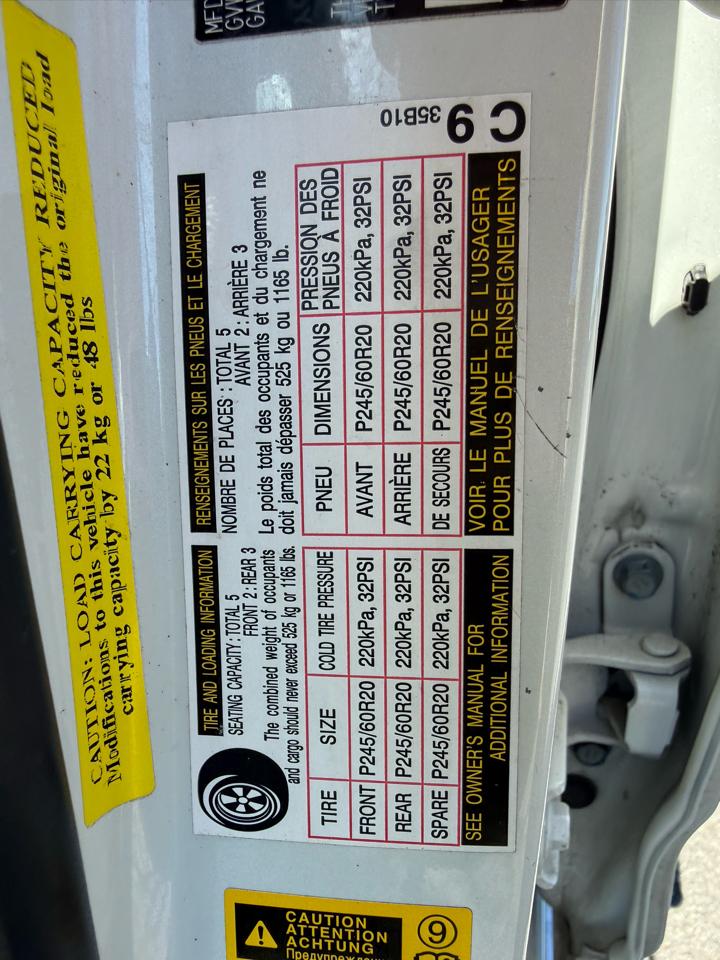 CAUTION: LOAD CARRYING CAPACITY REDUCED
Modifications to this vehicle have reduced the original load
carrying capacity by 22 kg or 48 lbs
TIRE AND LOADING INFORMATION
SEATING CAPACITY: TOTAL 5
FRONT 2: REAR 3
The combined weight of occupants
and cargo should never exceed 525 kg or 1165 lbs.
TIRE SIZE COLD TIRE PRESSURE
FRONT P245/60R20 220kPa, 32PSI
REAR P245/60R20 220kPa, 32PSI
SPARE P245/60R20 220kPa, 32PSI
SEE OWNER'S MANUAL FOR
ADDITIONAL INFORMATION
RENSEIGNEMENTS SUR LES PNEUS ET LE CHARGEMENT
NOMBRE DE PLACES : TOTAL 5
AVANT 2 : ARRIÈRE 3
Le poids total des occupants et du chargement ne
doit jamais dépasser 525 kg ou 1165 lb.
PNEU DIMENSIONS PRESSION DES
PNEUS À FROID
AVANT P245/60R20 220kPa, 32PSI
ARRIÈRE P245/60R20 220kPa, 32PSI
DE SECOURS P245/60R20 220kPa, 32PSI
VOIR LE MANUEL DE L'USAGER
POUR PLUS DE RENSEIGNEMENTS
35B10
C9
MFD
GV
GA
CAUTION
ATTENTION
ACHTUNG
Предупреждение
9